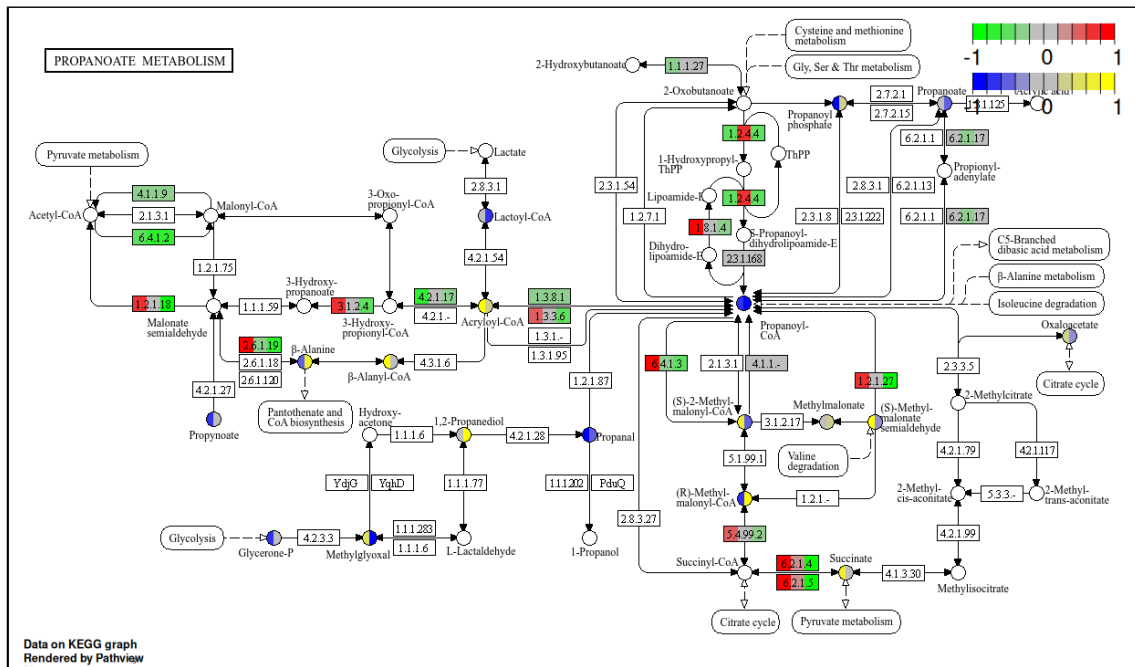 PROPANOATE METABOLISM
-1 0 1
-1 0 1
Cysteine and methionine
metabolism
2-Hydroxybutanoate
1.1.1.27
Gly, Ser & Thr metabolism
2-Oxobutanoate
Propanoyl
phosphate
2.7.2.1
2.7.2.15
Propanoate
Acrylic acid
1.2.4.4
6.2.1.1
6.2.1.17
Pyruvate metabolism
Glycolysis
Lactate
1-Hydroxypropyl-
ThPP
ThPP
Propionyl-
adenylate
4.1.1.9
2.8.3.1
2.3.1.54
Lipoamide-E
1.2.4.4
2.8.3.1
6.2.1.13
Acetyl-CoA
2.1.3.1
Malonyl-CoA
3-Oxo-
propionyl-CoA
Lactoyl-CoA
1.2.7.1
1.8.1.4
2.3.1.8
2.3.1.222
6.2.1.1
6.2.1.17
6.4.1.2
S-Propanoyl-
dihydrolipoamide-E
Dihydro-
lipoamide-E
2.3.1.168
C5-Branched
dibasic acid metabolism
1.2.1.75
4.2.1.54
β-Alanine metabolism
3-Hydroxy-
propanoate
1.2.1.18
1.1.1.59
3.1.2.4
4.2.1.17
4.2.1.-
1.3.8.1
1.3.3.6
1.3.1.-
1.3.1.95
Isoleucine degradation
Malonate
semialdehyde
3-Hydroxy-
propionyl-CoA
Acryloyl-CoA
Propanoyl-
CoA
Oxaloacetate
2.6.1.19
2.6.1.18
2.6.1.120
β-Alanine
β-Alanyl-CoA
4.3.1.6
6.4.1.3
2.1.3.1
4.1.1.-
1.2.1.27
2.3.3.5
Citrate cycle
4.2.1.27
1.2.1.87
Pantothenate and
CoA biosynthesis
(S)-2-Methyl-
malonyl-CoA
Methylmalonate
(S)-Methyl-
malonate
semialdehyde
2-Methylcitrate
Propynoate
Hydroxy-
acetone
1,2-Propanediol
1.1.1.6
4.2.1.28
Propanal
3.1.2.17
Valine
degradation
5.1.99.1
4.2.1.79
4.2.1.117
YdjG
YqhD
1.1.1.77
1.1.1.202
PduQ
(R)-Methyl-
malonyl-CoA
1.2.1.-
2-Methyl-
cis-aconitate
5.3.3.-
2-Methyl-
trans-aconitate
2.8.3.27
5.4.99.2
4.2.1.99
Glycolysis
Glycerone-P
4.2.3.3
Methylglyoxal
1.1.1.283
1.1.1.6
L-Lactaldehyde
1-Propanol
Succinyl-CoA
6.2.1.4
6.2.1.5
Succinate
4.1.3.30
Methylisocitrate
Citrate cycle
Pyruvate metabolism
Data on KEGG graph
Rendered by Pathview